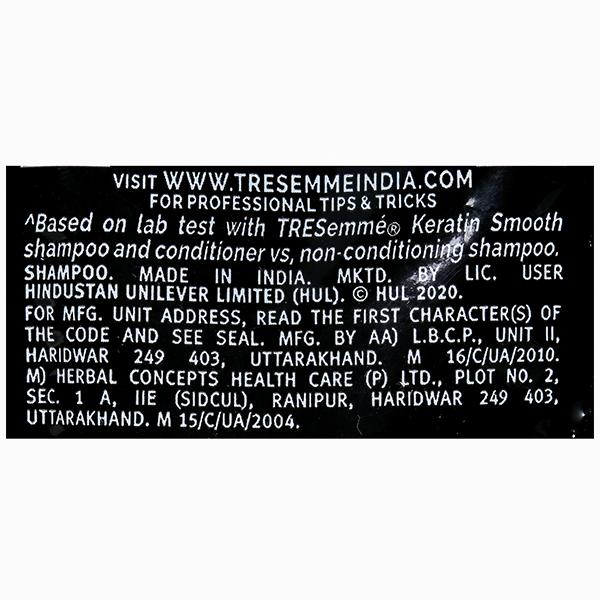 VISIT WWW.TRESEMMEINDIA.COM
FOR PROFESSIONAL TIPS & TRICKS
^Based on lab test with TRESemmé® Keratin Smooth
shampoo and conditioner vs, non-conditioning shampoo.
SHAMPOO. MADE IN INDIA. MKTD. BY LIC. USER
HINDUSTAN UNILEVER LIMITED (HUL). © HUL 2020.
FOR MFG. UNIT ADDRESS, READ THE FIRST CHARACTER(S) OF
THE CODE AND SEE SEAL. MFG. BY AA) L.B.C.P., UNIT II,
HARIDWAR 249 403, UTTARAKHAND. M 16/C/UA/2010.
M) HERBAL CONCEPTS HEALTH CARE (P) LTD., PLOT NO. 2,
SEC. 1 A, IIE (SIDCUL), RANIPUR, HARIDWAR 249 403,
UTTARAKHAND. M 15/C/UA/2004.